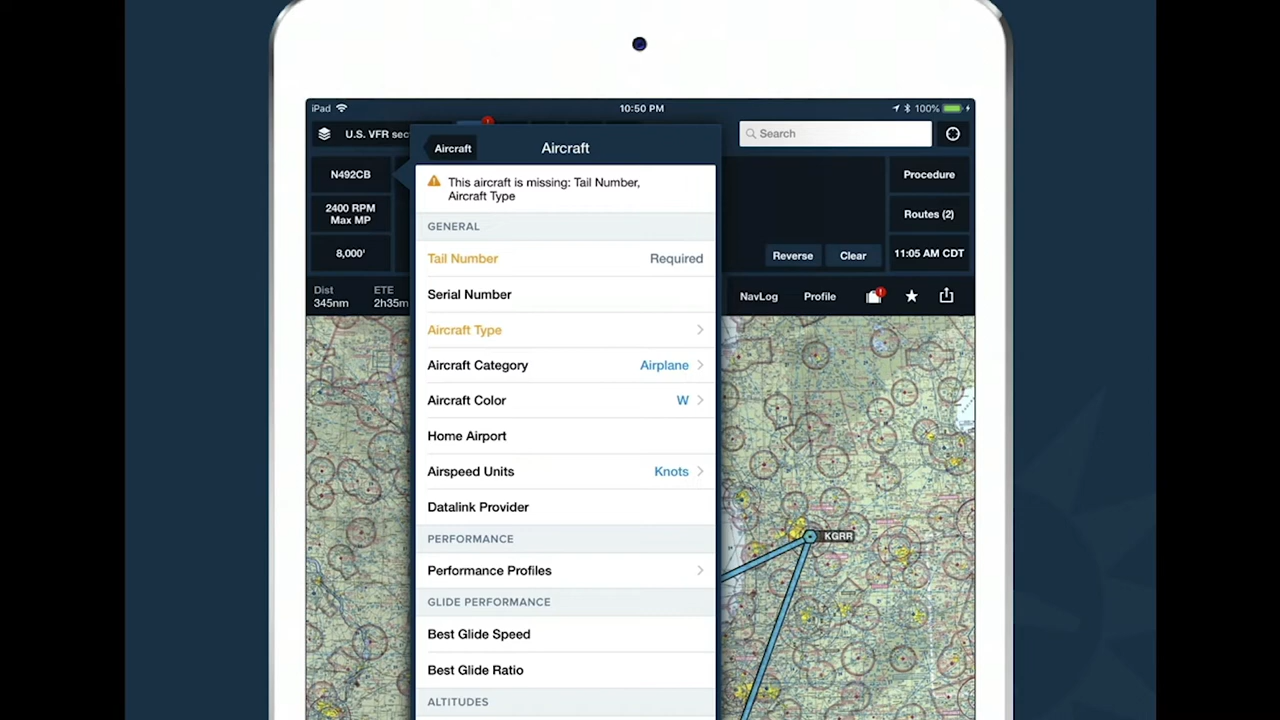 iPad 10:50 PM 100%
U.S. VFR sec Search
Aircraft Aircraft
N492CB
This aircraft is missing: Tail Number,
Aircraft Type
Procedure
2400 RPM
Max MP
GENERAL
Routes (2)
8,000'
Tail Number Required
Reverse Clear 11:05 AM CDT
Dist ETE
345nm 2h35m
Serial Number
NavLog Profile
Aircraft Type
Aircraft Category Airplane
Aircraft Color W
Home Airport
Airspeed Units Knots
Datalink Provider
PERFORMANCE
KGRR
Performance Profiles
GLIDE PERFORMANCE
Best Glide Speed
Best Glide Ratio
ALTITUDES